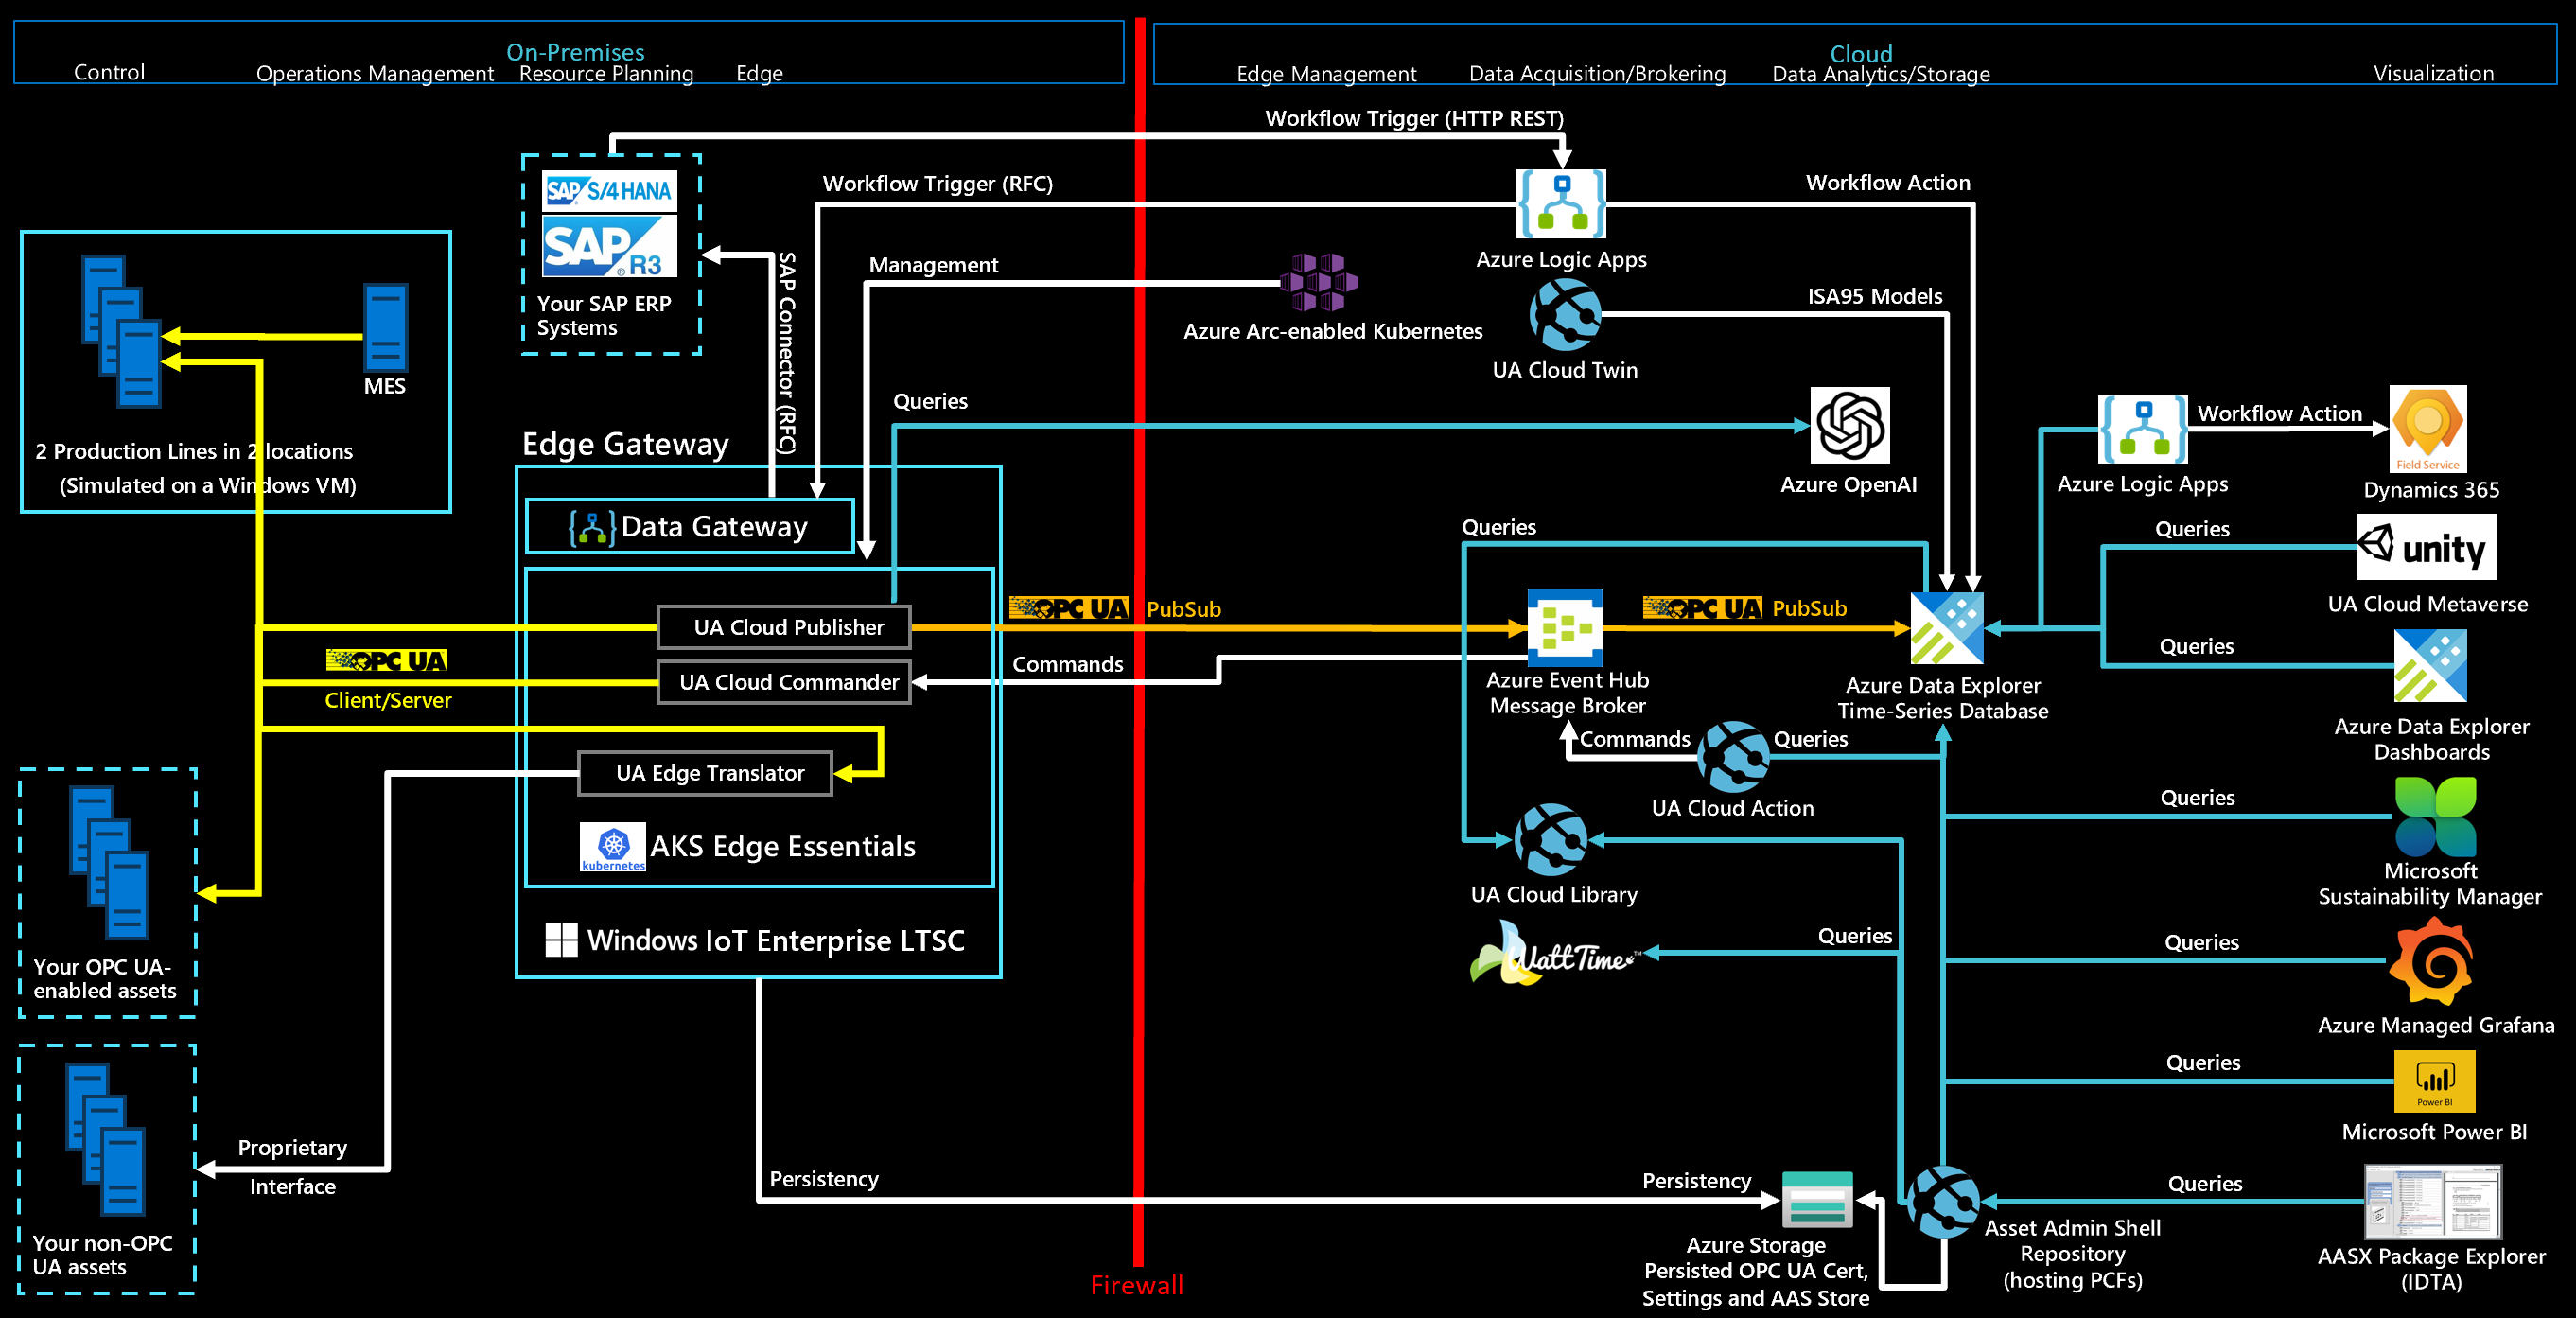 On-Premises
Control
Operations Management
Resource Planning
Edge
Cloud
Edge Management
Data Acquisition/Brokering
Data Analytics/Storage
Visualization
Workflow Trigger (HTTP REST)
SAP S/4HANA
SAP R3
Your SAP ERP
Systems
Workflow Trigger (RFC)
Workflow Action
Azure Logic Apps
Management
SAP Connector (RFC)
Azure Arc-enabled Kubernetes
ISA95 Models
UA Cloud Twin
MES
2 Production Lines in 2 locations
(Simulated on a Windows VM)
Queries
Azure OpenAI
Azure Logic Apps
Workflow Action
Field Service
Dynamics 365
Edge Gateway
Data Gateway
Queries
Queries
unity
UA Cloud Metaverse
UA Cloud Publisher
OPC UA PubSub
OPC UA PubSub
OPC UA
Client/Server
UA Cloud Commander
Commands
Azure Event Hub
Message Broker
Azure Data Explorer
Time-Series Database
Queries
Azure Data Explorer
Dashboards
Commands
Queries
UA Cloud Action
UA Edge Translator
kubernetes
AKS Edge Essentials
Windows IoT Enterprise LTSC
UA Cloud Library
Queries
Microsoft
Sustainability Manager
WattTime™
Queries
Queries
Azure Managed Grafana
Your OPC UA-
enabled assets
Queries
Power BI
Microsoft Power BI
Proprietary
Interface
Your non-OPC
UA assets
Persistency
Persistency
Azure Storage
Persisted OPC UA Cert,
Settings and AAS Store
Asset Admin Shell
Repository
(hosting PCFs)
Queries
AASX Package Explorer
(IDTA)
Firewall